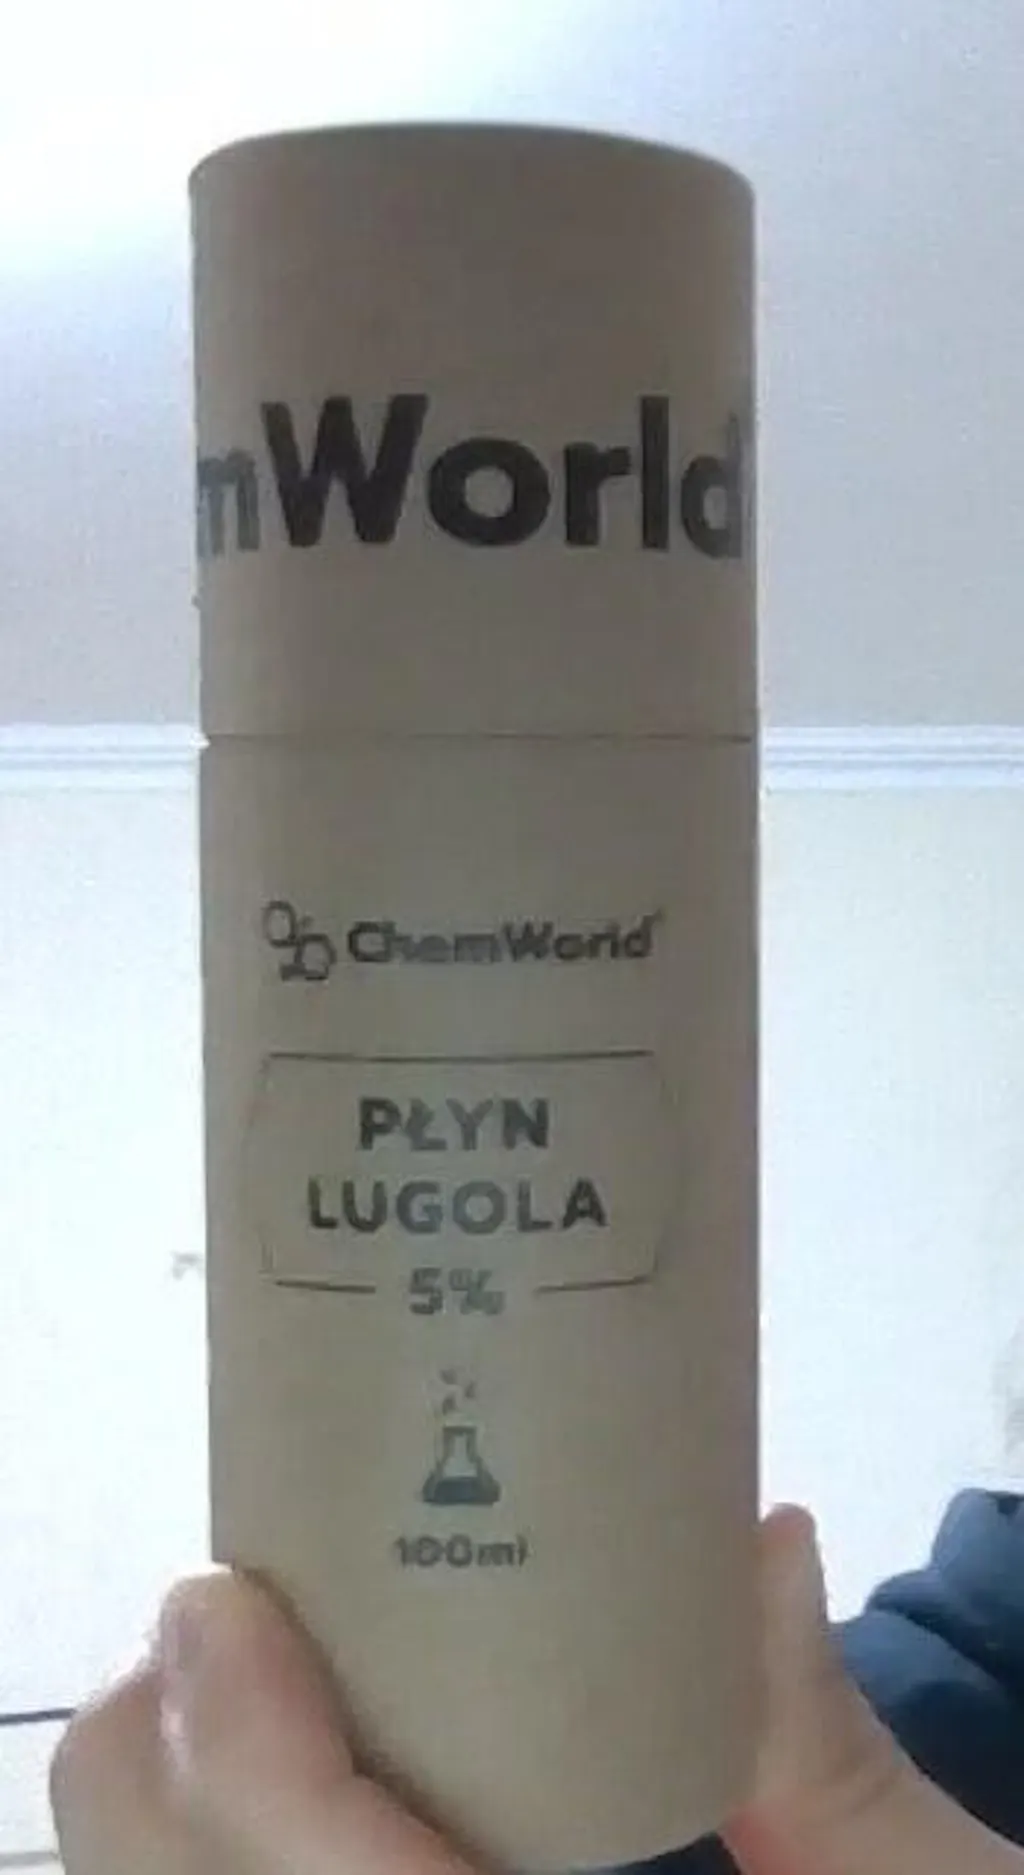 mWorld
ChemWorld
PŁYN
LUGOLA
5%
100ml